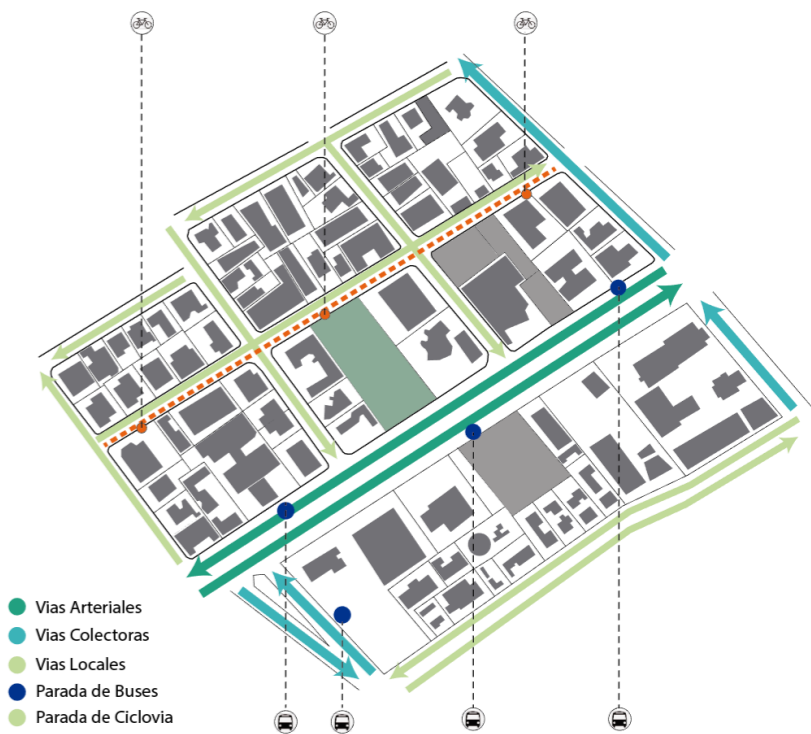 Vias Arteriales
Vias Colectoras
Vias Locales
Parada de Buses
Parada de Ciclovia